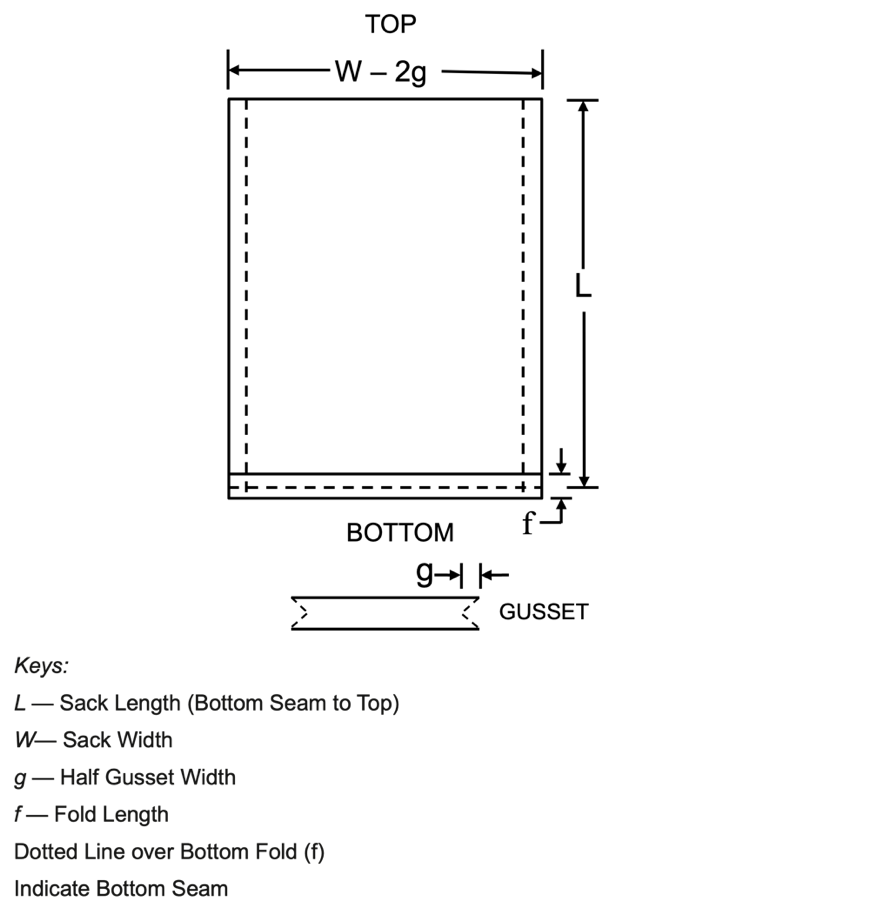 TOP
W – 2g
L
f
BOTTOM
g
GUSSET
Keys:
L — Sack Length (Bottom Seam to Top)
W— Sack Width
g — Half Gusset Width
f — Fold Length
Dotted Line over Bottom Fold (f)
Indicate Bottom Seam